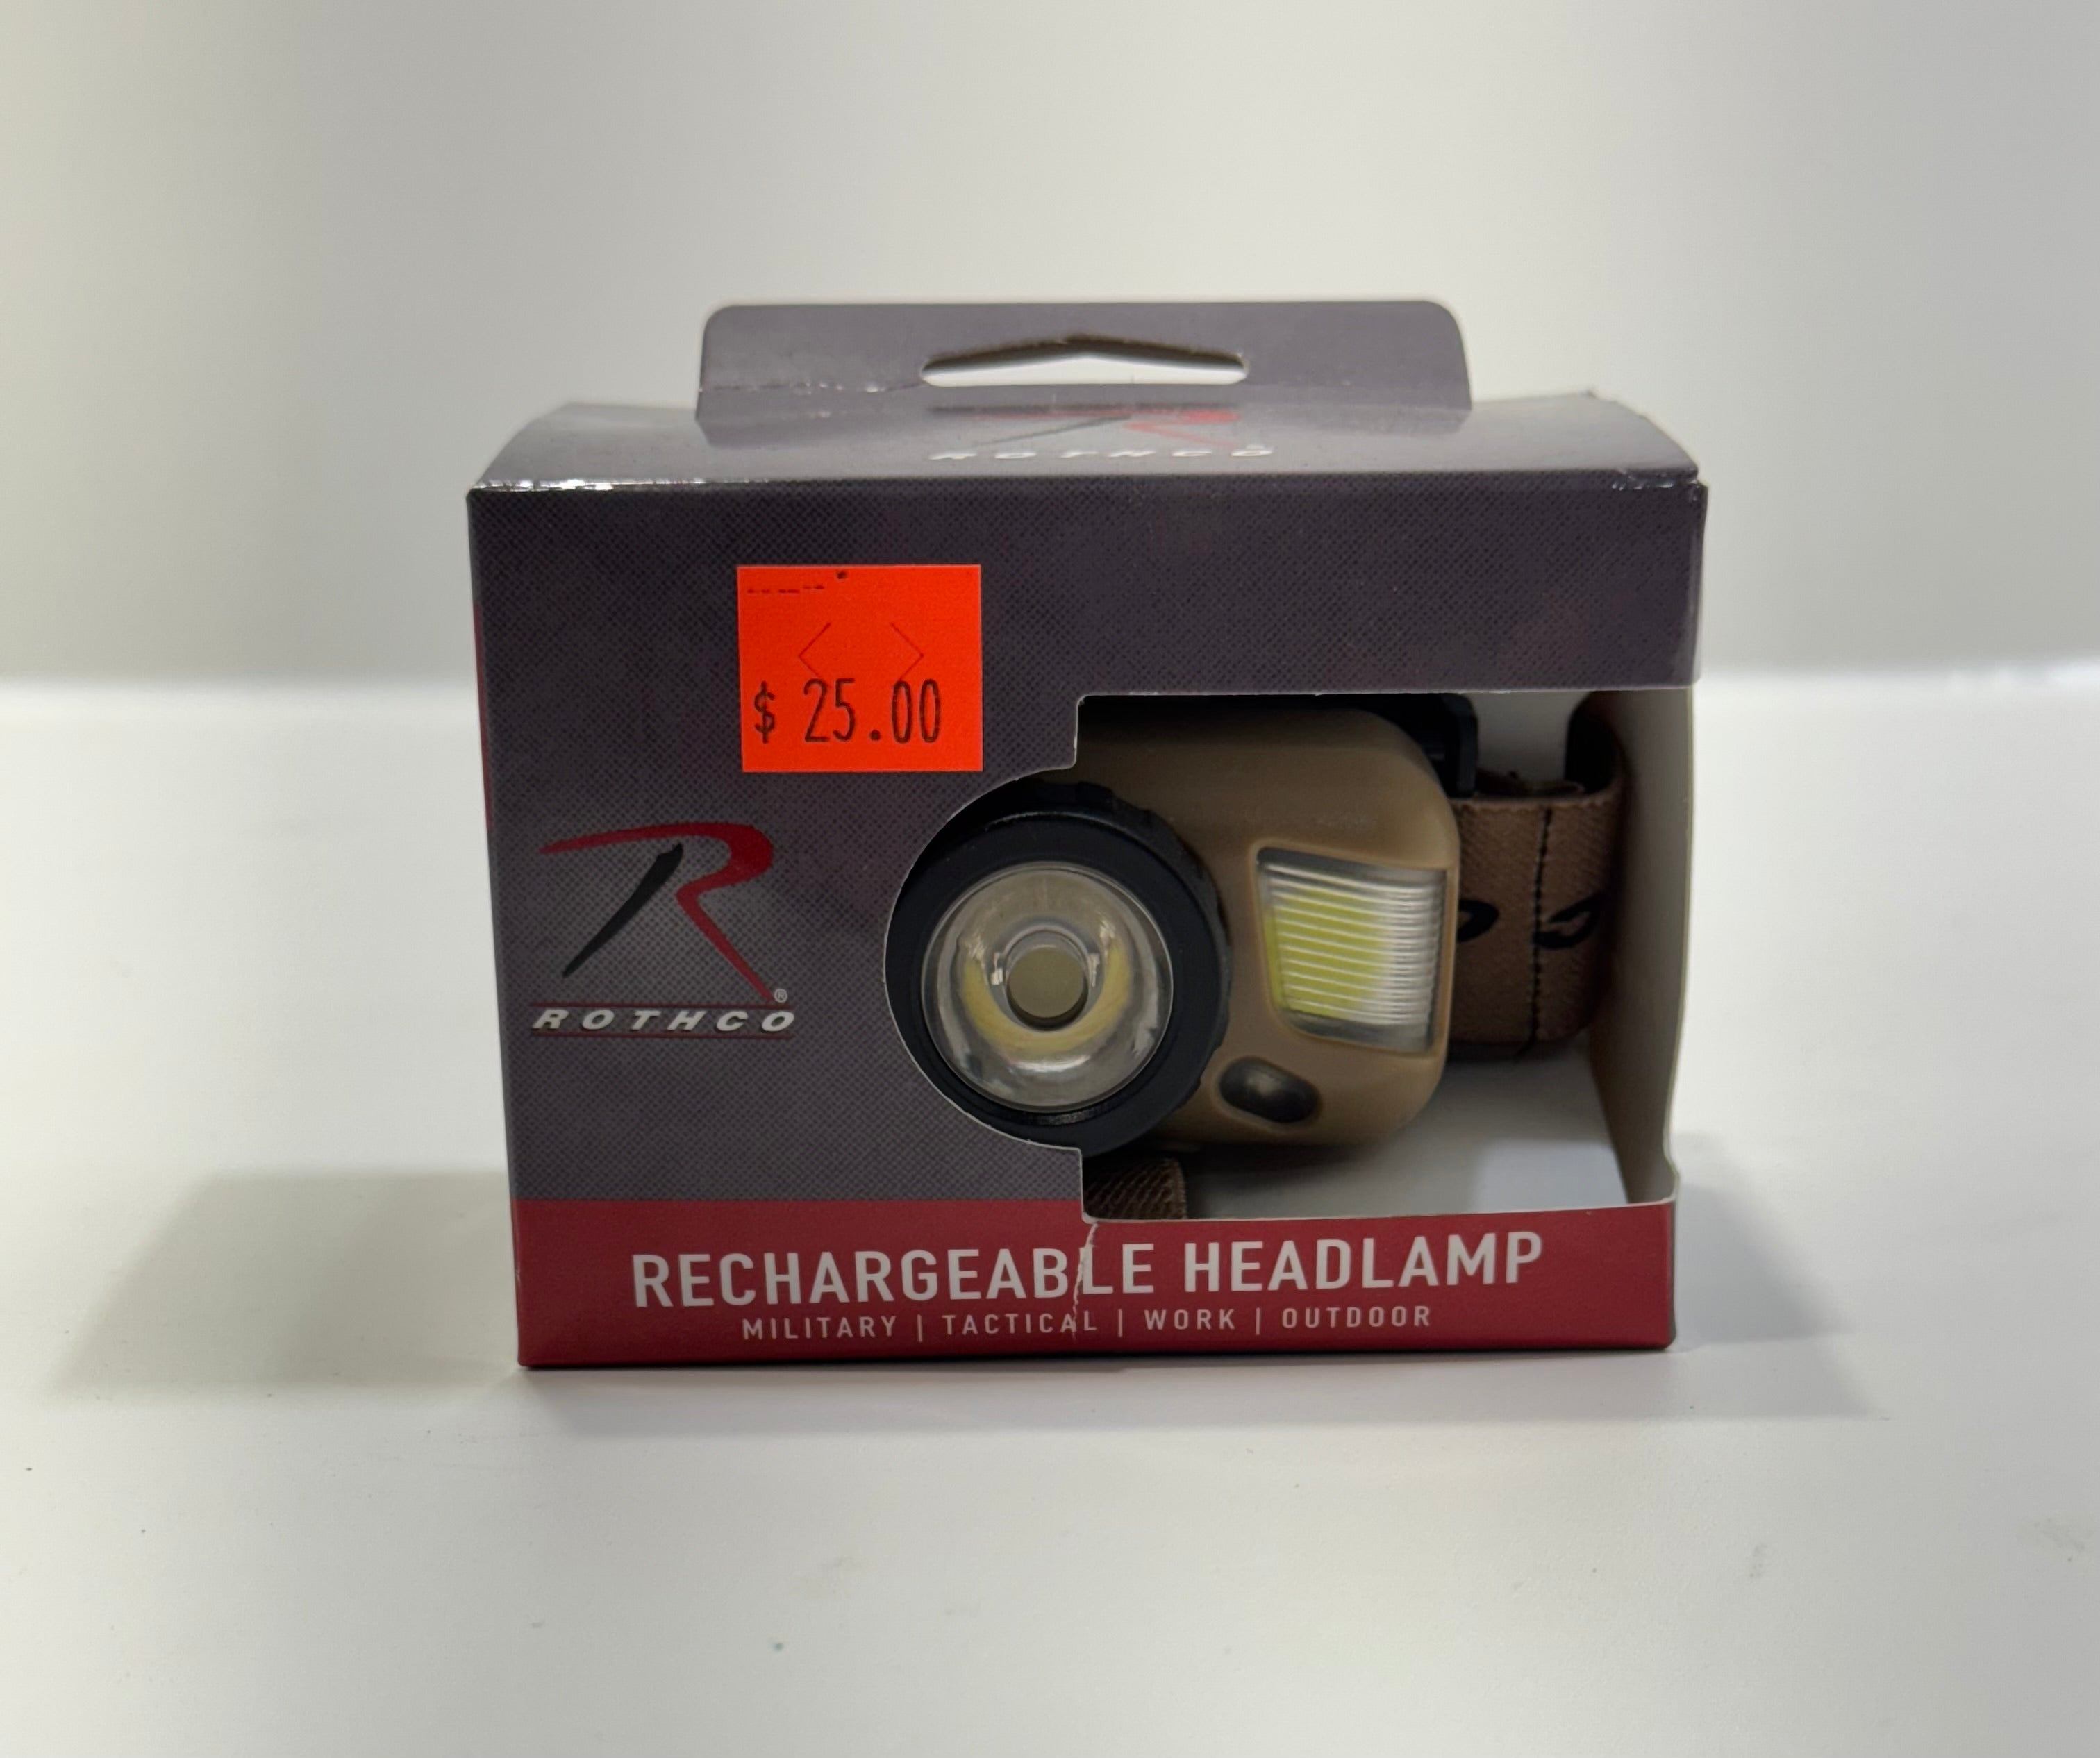 ROTHCO
$ 25.00
R®
ROTHCO
RECHARGEABLE HEADLAMP
MILITARY | TACTICAL | WORK | OUTDOOR